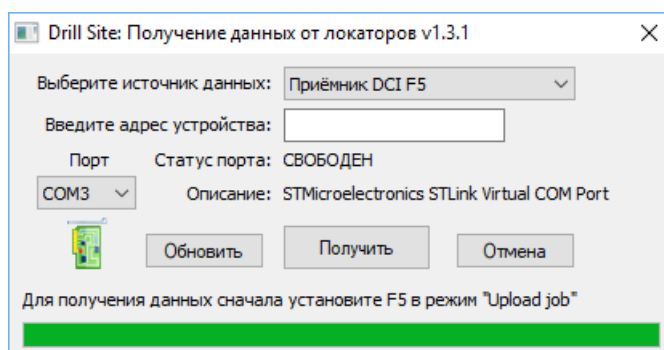 Drill Site: Получение данных от локаторов v1.3.1
Выберите источник данных: Приёмник DCI F5
Введите адрес устройства:
Порт Статус порта: СВОБОДЕН
COM3 Описание: STMicroelectronics STLink Virtual COM Port
Обновить Получить Отмена
Для получения данных сначала установите F5 в режим "Upload job"